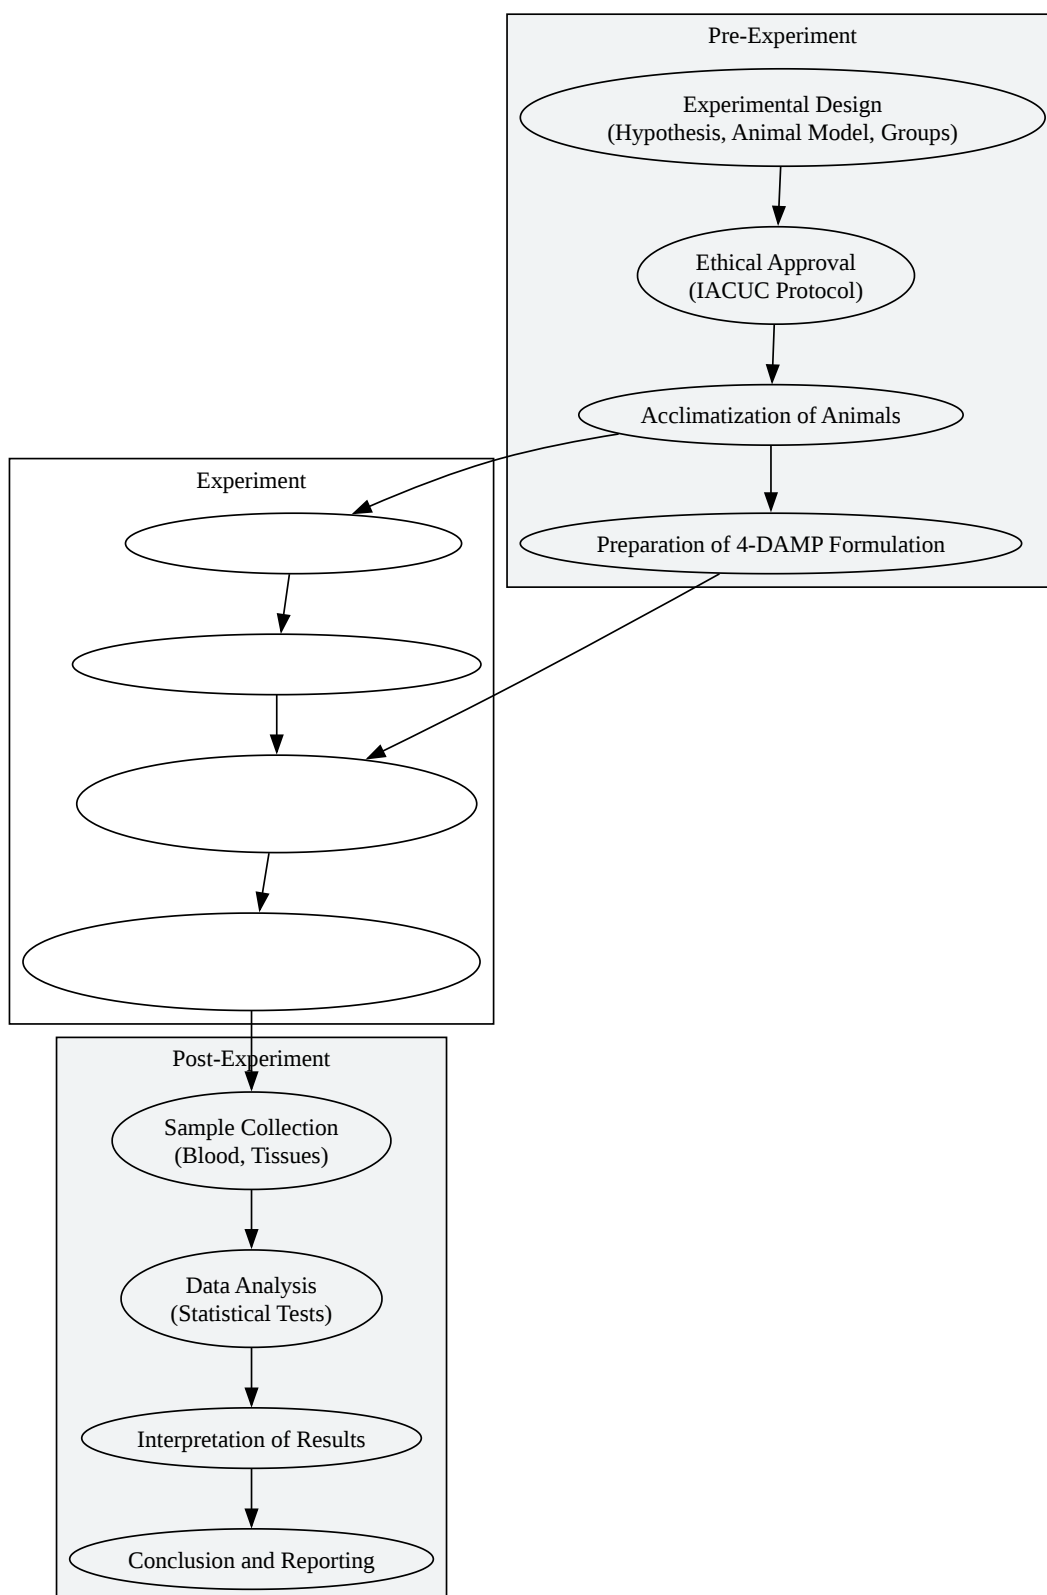 Pre-Experiment
Experimental Design
(Hypothesis, Animal Model, Groups)
Ethical Approval
(IACUC Protocol)
Acclimatization of Animals
Preparation of 4-DAMP Formulation
Experiment
Post-Experiment
Sample Collection
(Blood, Tissues)
Data Analysis
(Statistical Tests)
Interpretation of Results
Conclusion and Reporting